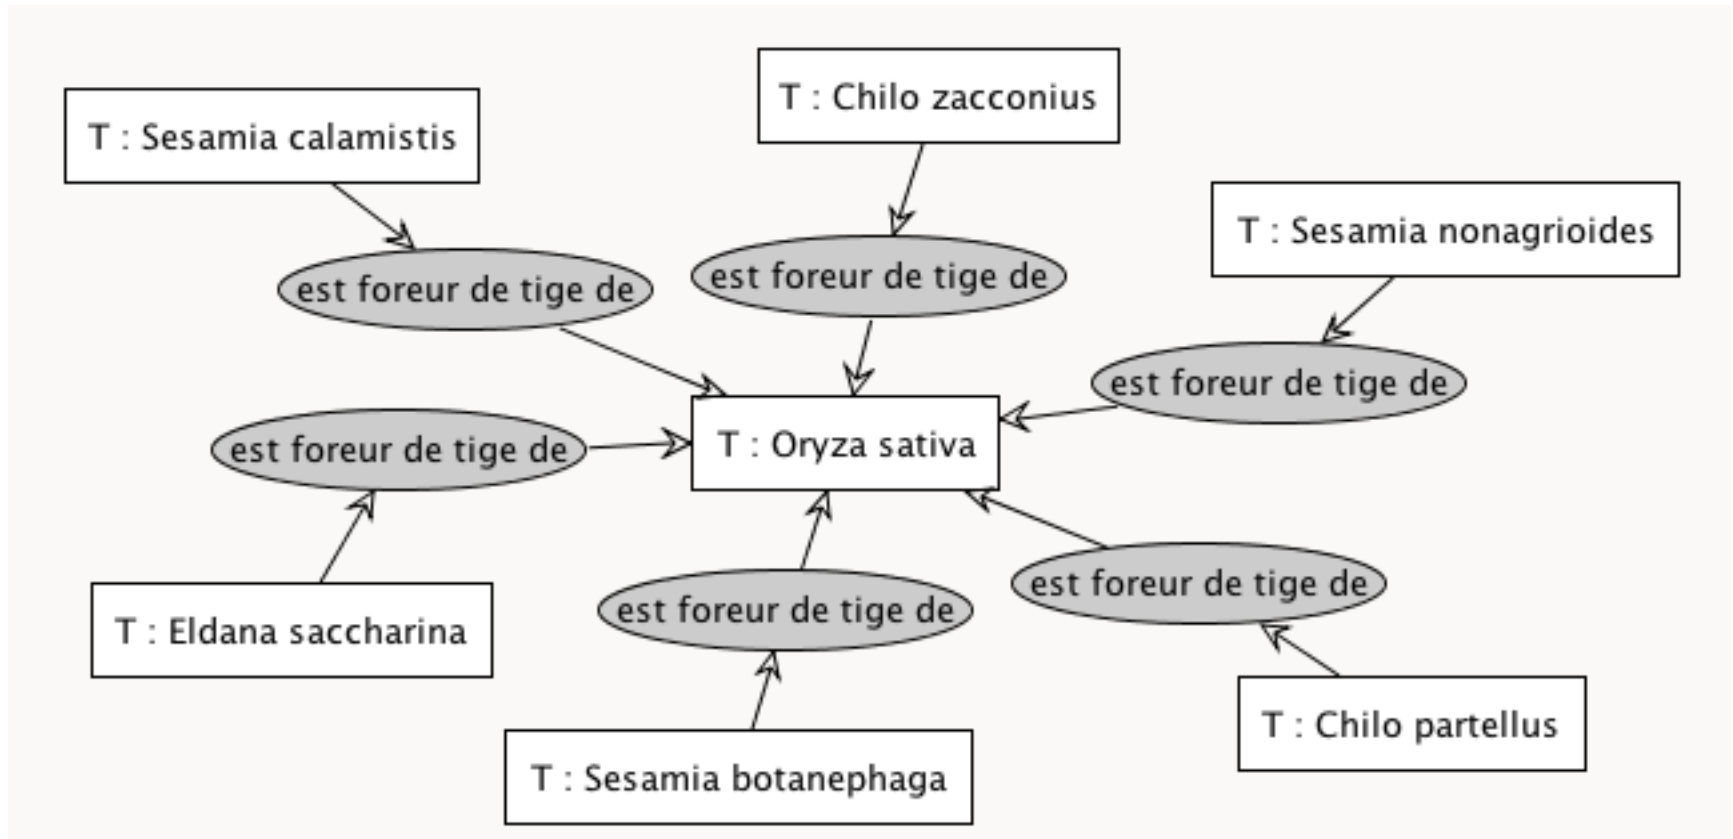 T : Chilo zacconius
T : Sesamia calamistis
T : Sesamia nonagrioides
est foreur de tige de
est foreur de tige de
est foreur de tige de
T : Oryza sativa
est foreur de tige de
est foreur de tige de
est foreur de tige de
T : Eldana saccharina
T : Chilo partellus
T : Sesamia botanephaga